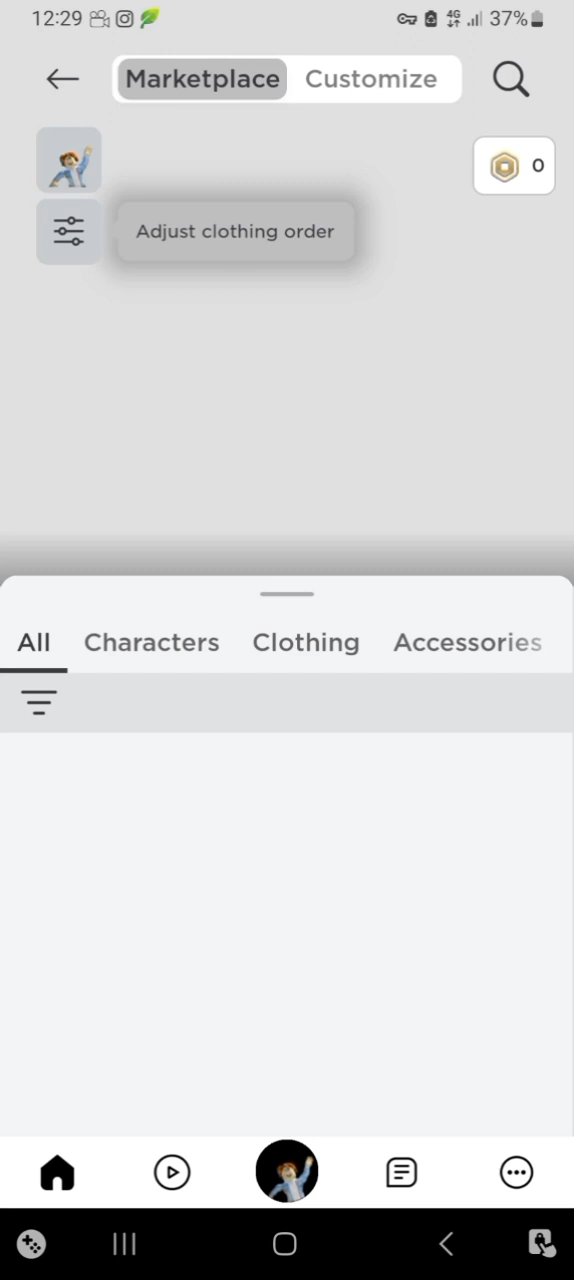 12:29 4G 37%
Marketplace Customize
0
Adjust clothing order
All Characters Clothing Accessories